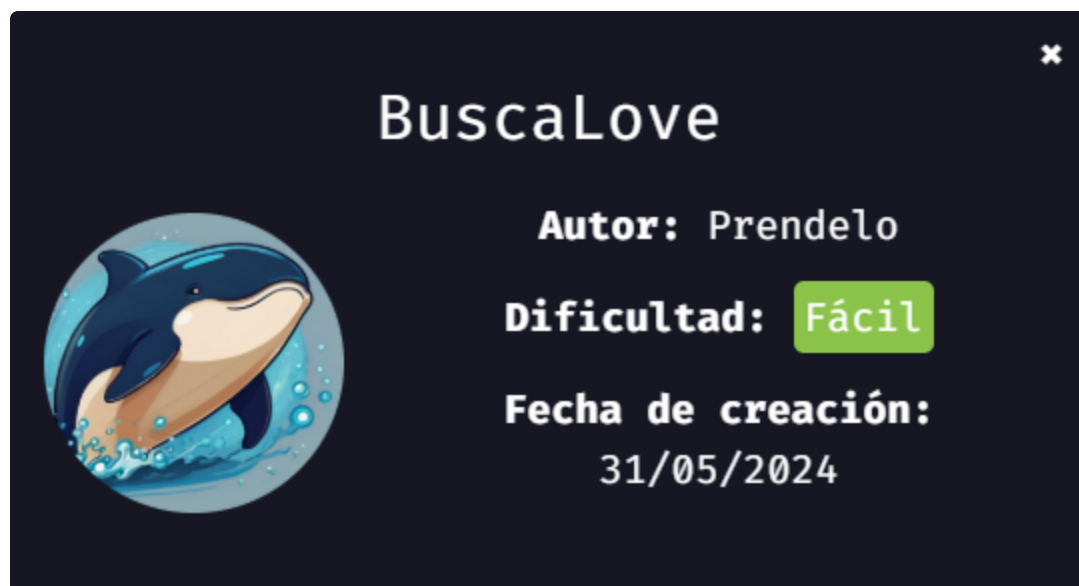 ✖
BuscaLove
Autor: Prendelo
Dificultad: Fácil
Fecha de creación:
31/05/2024